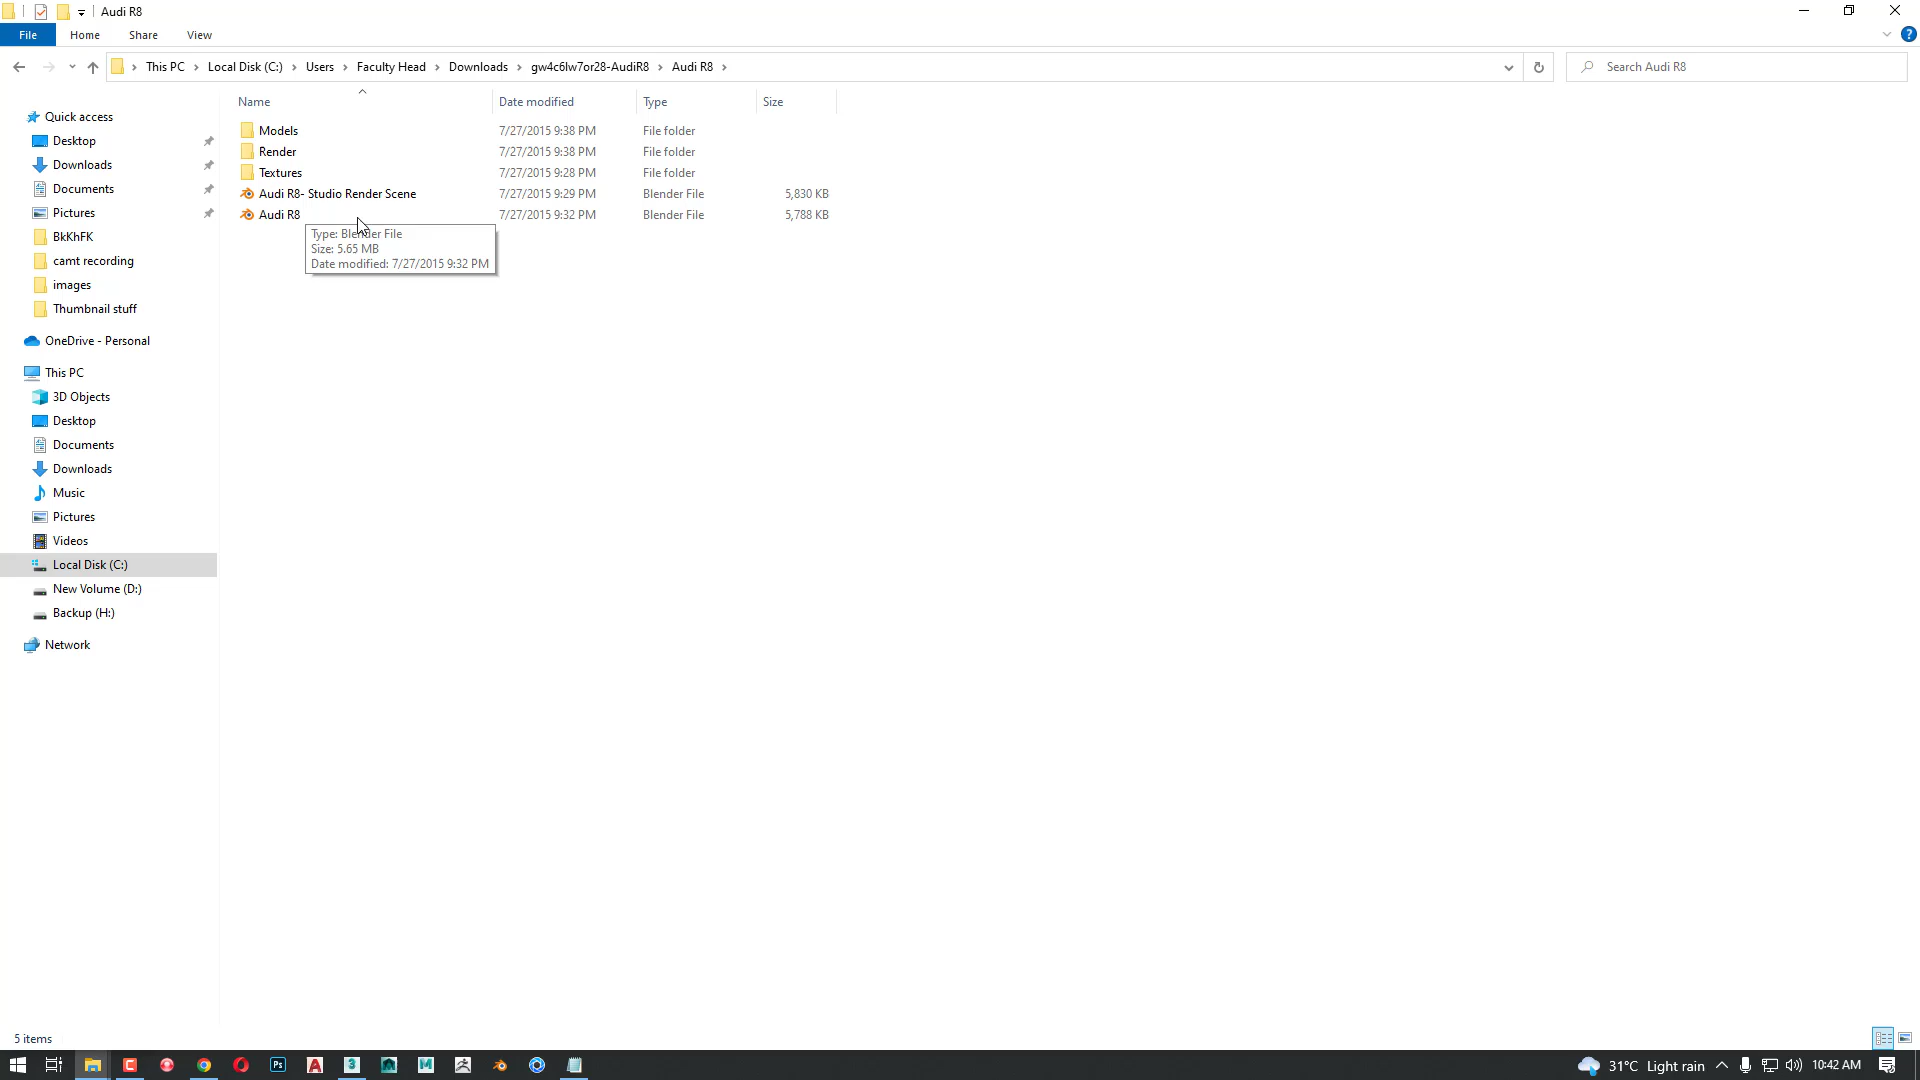 Audi R8
File Home Share View
This PC Local Disk (C:) Users Faculty Head Downloads gw4c6lw7or28-AudiR8 Audi R8 Search Audi R8
Name Date modified Type Size
Models 7/27/2015 9:38 PM File folder
Render 7/27/2015 9:38 PM File folder
Textures 7/27/2015 9:28 PM File folder
Audi R8- Studio Render Scene 7/27/2015 9:29 PM Blender File 5,830 KB
Audi R8 7/27/2015 9:32 PM Blender File 5,788 KB
Type: Blender File
Size: 5.65 MB
Date modified: 7/27/2015 9:32 PM
Quick access
Desktop
Downloads
Documents
Pictures
BkKhFK
camt recording
images
Thumbnail stuff
OneDrive - Personal
This PC
3D Objects
Desktop
Documents
Downloads
Music
Pictures
Videos
Local Disk (C:)
New Volume (D:)
Backup (H:)
Network
5 items
31°C Light rain 10:42 AM